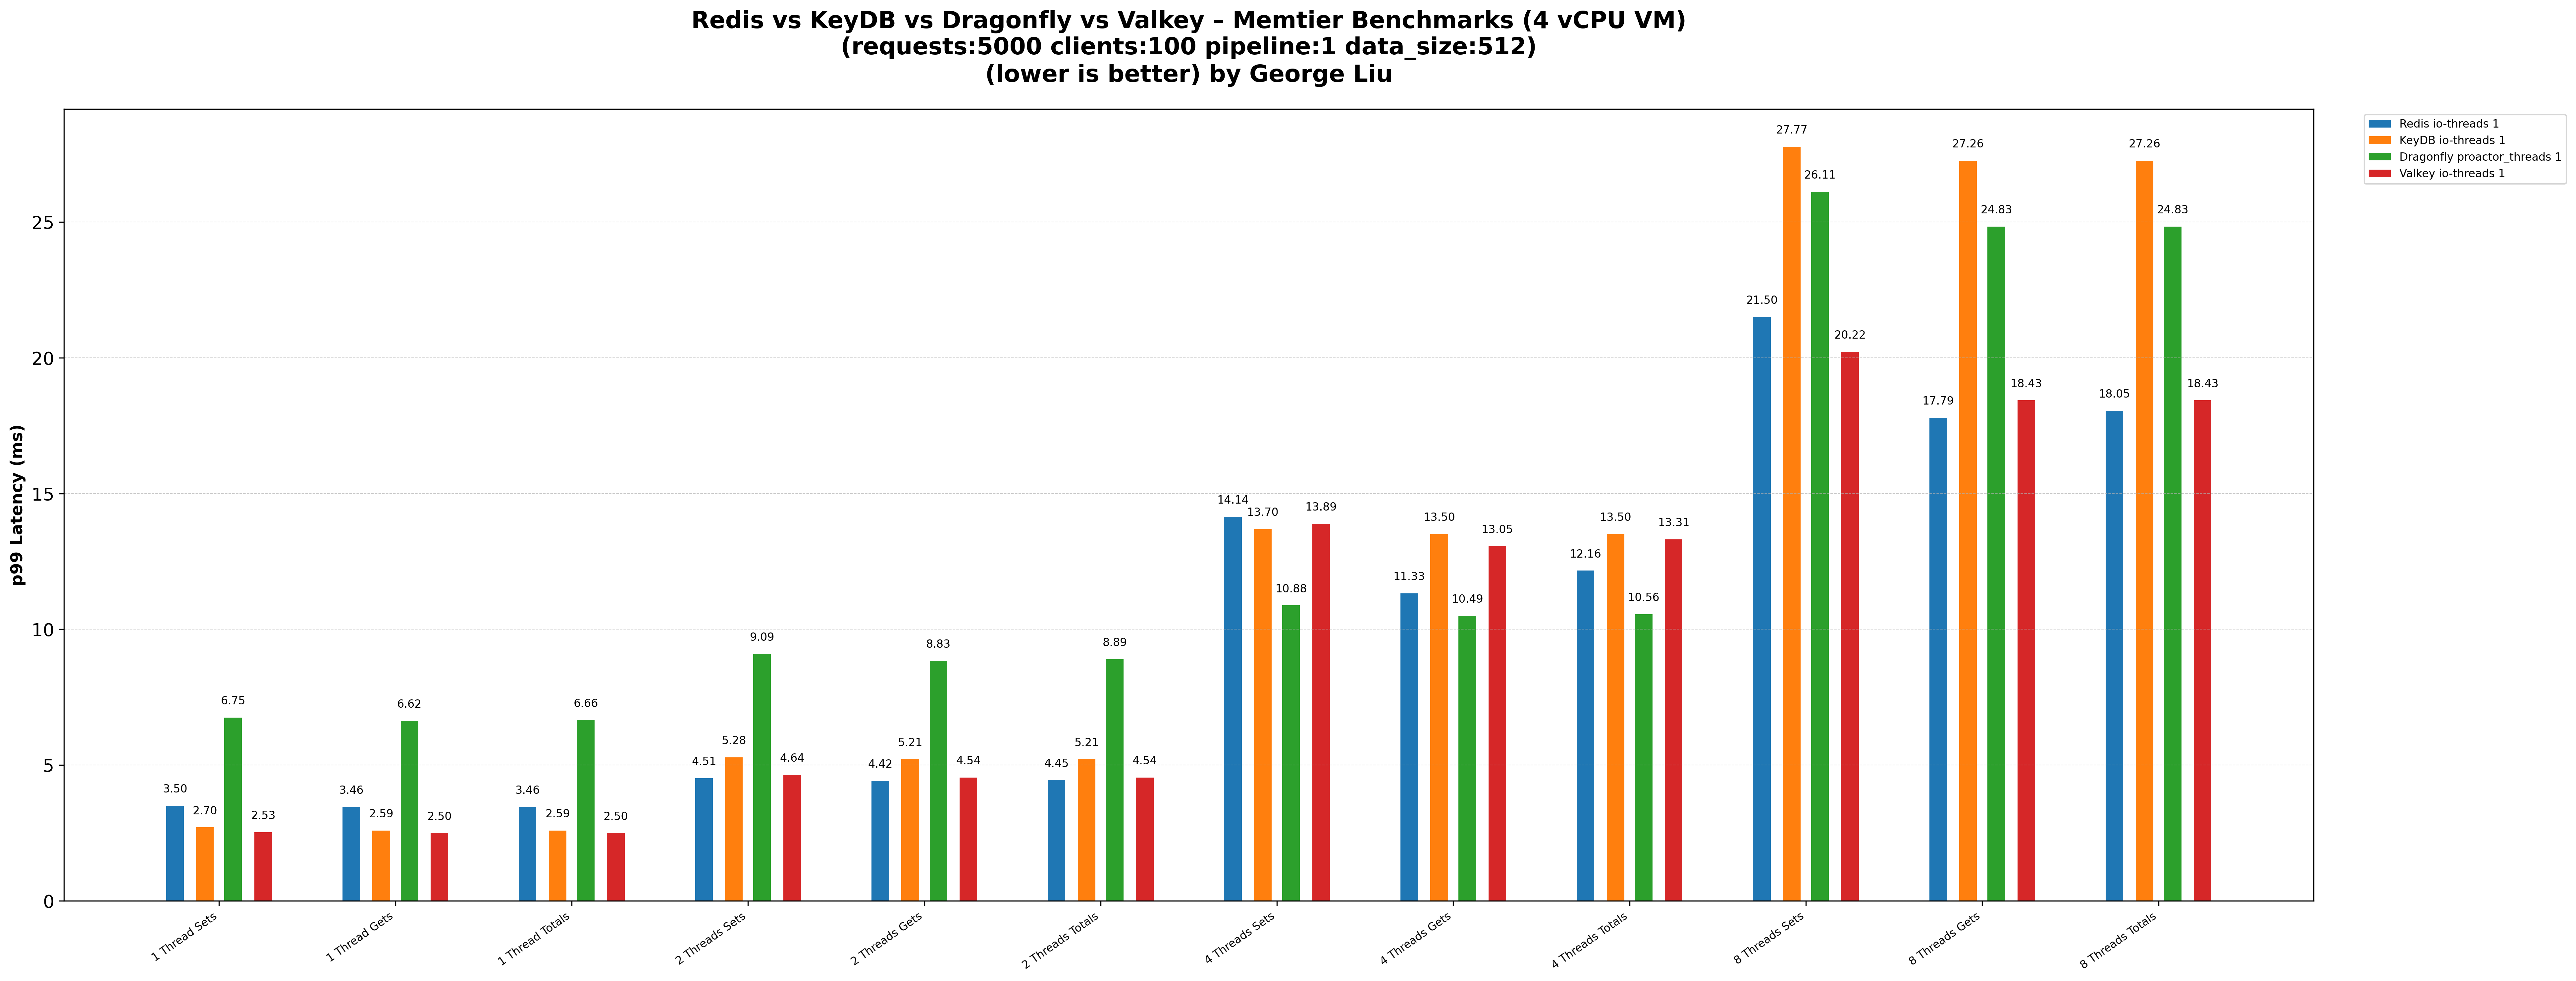 Redis vs KeyDB vs Dragonfly vs Valkey – Memtier Benchmarks (4 vCPU VM)
(requests:5000 clients:100 pipeline:1 data_size:512)
(lower is better) by George Liu
Redis io-threads 1
KeyDB io-threads 1
Dragonfly proactor_threads 1
Valkey io-threads 1
p99 Latency (ms)
25
20
15
10
5
0
3.50
2.70
6.75
2.53
3.46
2.59
6.62
2.50
3.46
2.59
6.66
2.50
4.51
5.28
9.09
4.64
4.42
5.21
8.83
4.54
4.45
5.21
8.89
4.54
14.14
13.70
10.88
13.89
11.33
13.50
10.49
13.05
12.16
13.50
10.56
13.31
21.50
27.77
26.11
20.22
17.79
27.26
24.83
18.43
18.05
27.26
24.83
18.43
1 Thread Sets
1 Thread Gets
1 Thread Totals
2 Threads Sets
2 Threads Gets
2 Threads Totals
4 Threads Sets
4 Threads Gets
4 Threads Totals
8 Threads Sets
8 Threads Gets
8 Threads Totals